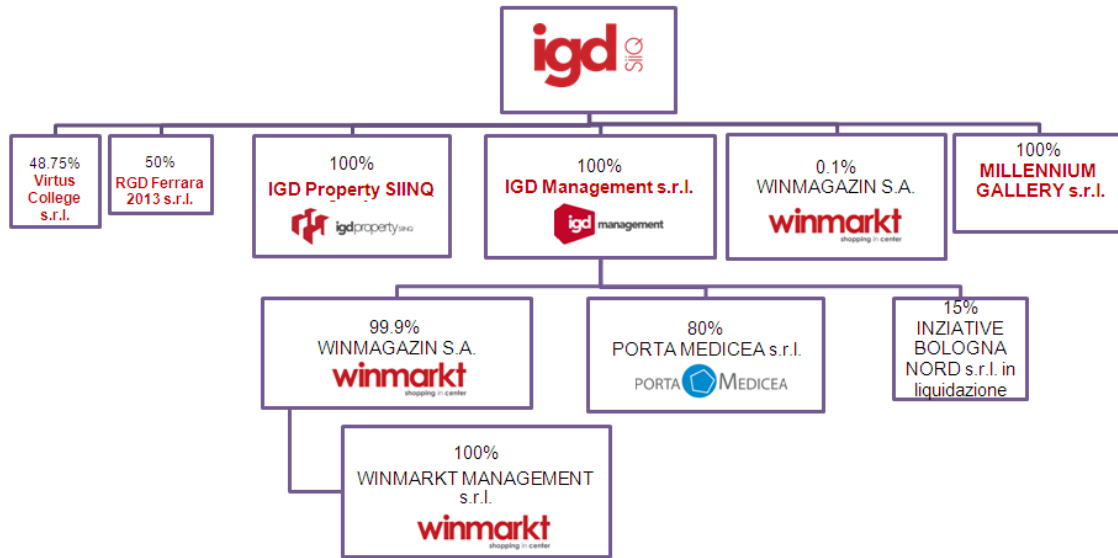 igd SIIQ
48.75%
Virtus
College
s.r.l.
50%
RGD Ferrara
2013 s.r.l.
100%
IGD Property SIINQ
igdproperty SIINQ
100%
IGD Management s.r.l.
igd management
0.1%
WINMAGAZIN S.A.
winmarkt
shopping in center
100%
MILLENNIUM
GALLERY s.r.l.
99.9%
WINMAGAZIN S.A.
winmarkt
shopping in center
80%
PORTA MEDICEA s.r.l.
PORTA MEDICEA
15%
INZIATIVE
BOLOGNA
NORD s.r.l. in
liquidazione
100%
WINMARKT MANAGEMENT
s.r.l.
winmarkt
shopping in center